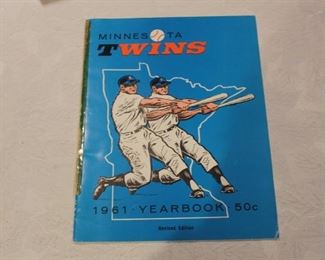 MINNESOTA
TWINS
1961 - YEARBOOK 50c
Revised Edition